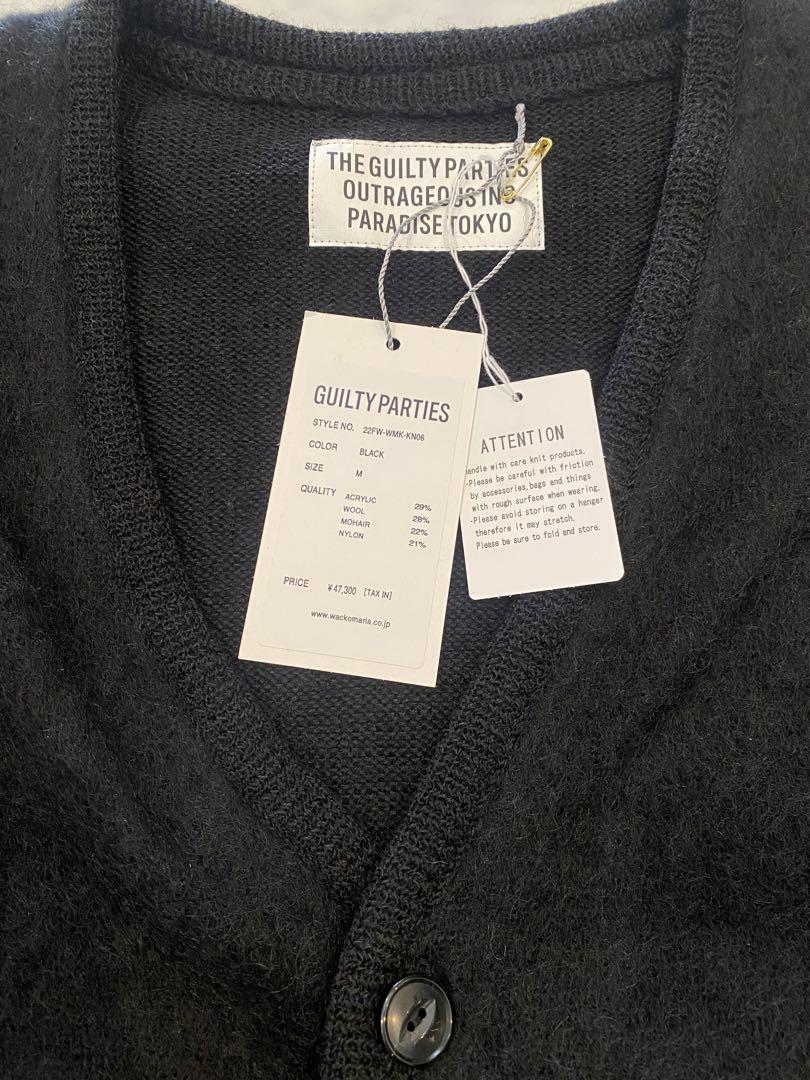 THE GUILTY PARTIES
OUTRAGEOUS INC
PARADISE TOKYO
GUILTY PARTIES
STYLE NO. 22FW-WMK-KN06
COLOR BLACK
SIZE M
QUALITY ACRYLIC 29%
WOOL 28%
MOHAIR 22%
NYLON 21%
PRICE ¥47,300 [TAX IN]
www.wackomaria.co.jp
ATTENTION
handle with care knit products.
-Please be careful with friction
by accessories, bags and things
with rough surface when wearing.
-Please avoid storing on a hanger
therefore it may stretch.
Please be sure to fold and store.